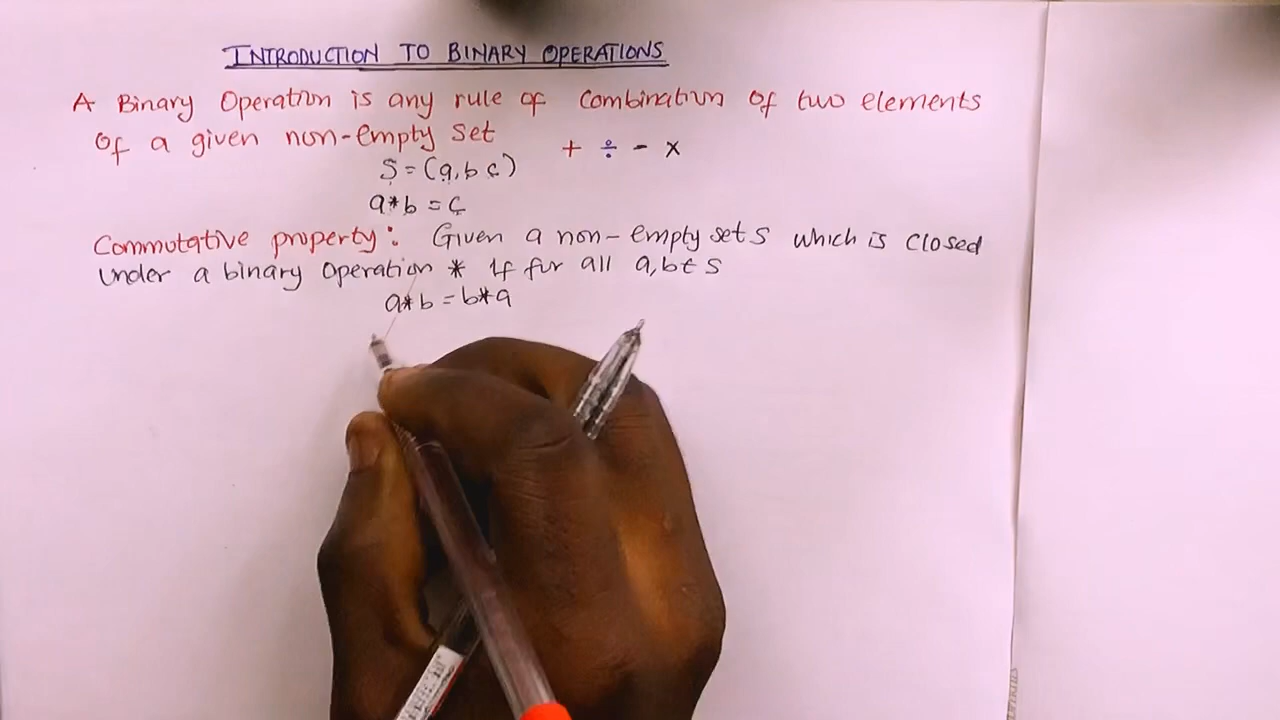 INTRODUCTION TO BINARY OPERATIONS
A Binary Operation is any rule of combination of two elements
of a given non-empty set
+ ÷ - x
S = (a, b c)
a*b = c
Commutative property: Given a non-empty set S which is closed
under a binary operation * if for all a, b ∈ S
a*b = b*a